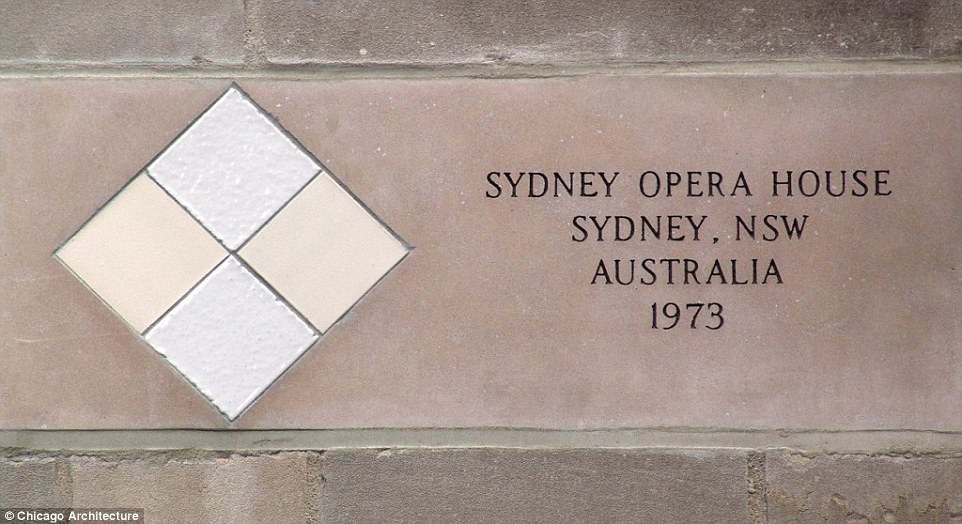 SYDNEY OPERA HOUSE
SYDNEY, NSW
AUSTRALIA
1973
© Chicago Architecture